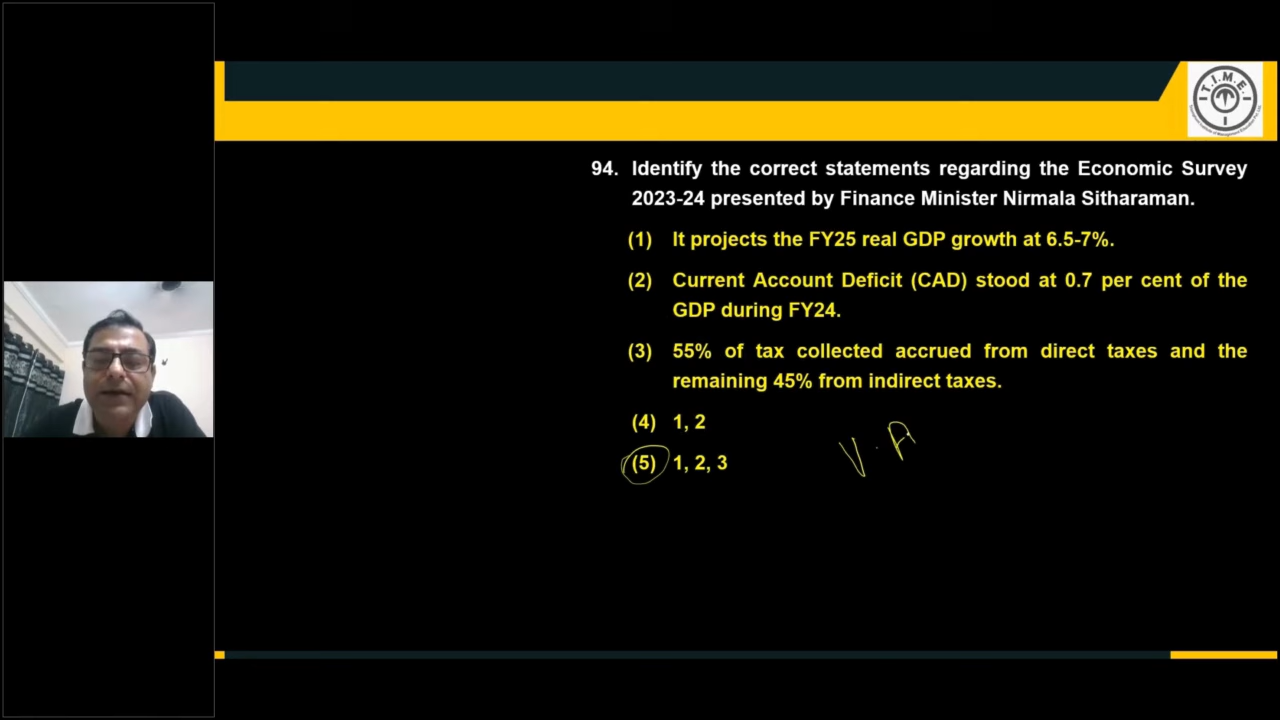 T.I.M.E.
94. Identify the correct statements regarding the Economic Survey
2023-24 presented by Finance Minister Nirmala Sitharaman.
(1) It projects the FY25 real GDP growth at 6.5-7%.
(2) Current Account Deficit (CAD) stood at 0.7 per cent of the
GDP during FY24.
(3) 55% of tax collected accrued from direct taxes and the
remaining 45% from indirect taxes.
(4) 1, 2
(5) 1, 2, 3
V.